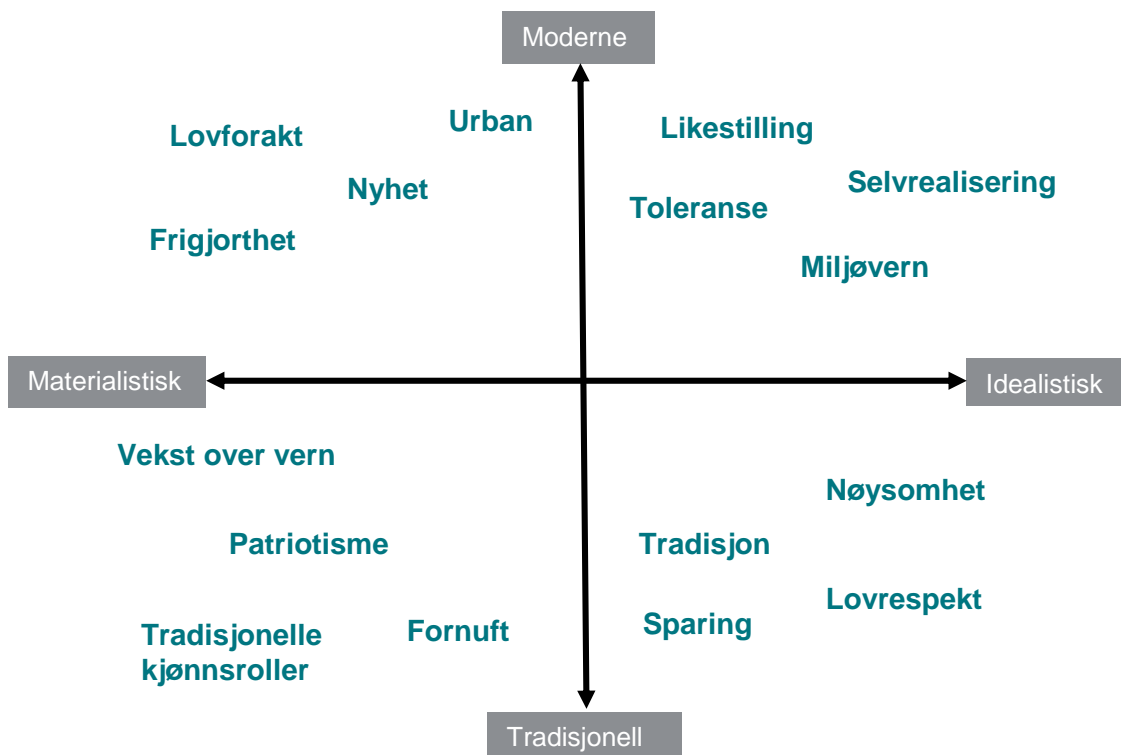 Moderne
Urban
Likestilling
Lovforakt
Selvrealisering
Nyhet
Toleranse
Frigjorthet
Miljøvern
Materialistisk
Idealistisk
Vekst over vern
Nøysomhet
Patriotisme
Tradisjon
Lovrespekt
Sparing
Fornuft
Tradisjonelle
kjønnsroller
Tradisjonell